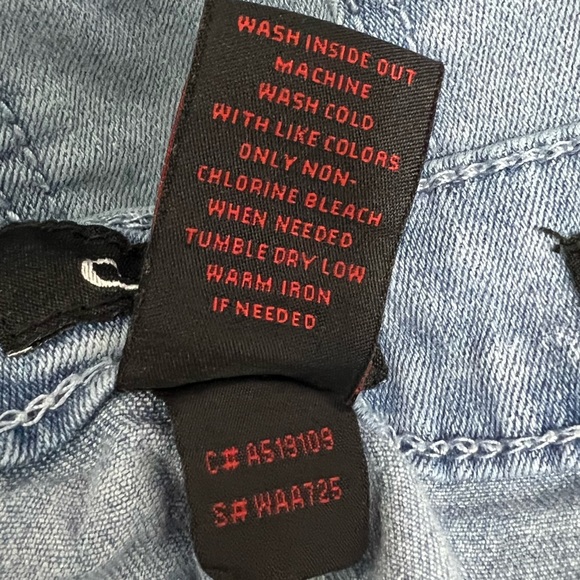 WASH INSIDE OUT
MACHINE
WASH COLD
WITH LIKE COLORS
ONLY NON-
CHLORINE BLEACH
WHEN NEEDED
TUMBLE DRY LOW
WARM IRON
IF NEEDED
C# A519109
S# WAA725